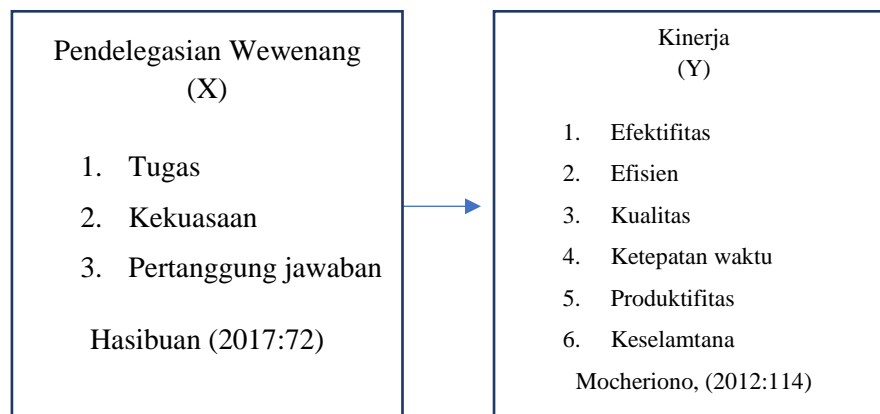 Pendelegasian Wewenang
(X)
1. Tugas
2. Kekuasaan
3. Pertanggung jawaban
Hasibuan (2017:72)
Kinerja
(Y)
1. Efektifitas
2. Efisien
3. Kualitas
4. Ketepatan waktu
5. Produktifitas
6. Keselamtana
Mocheriono, (2012:114)